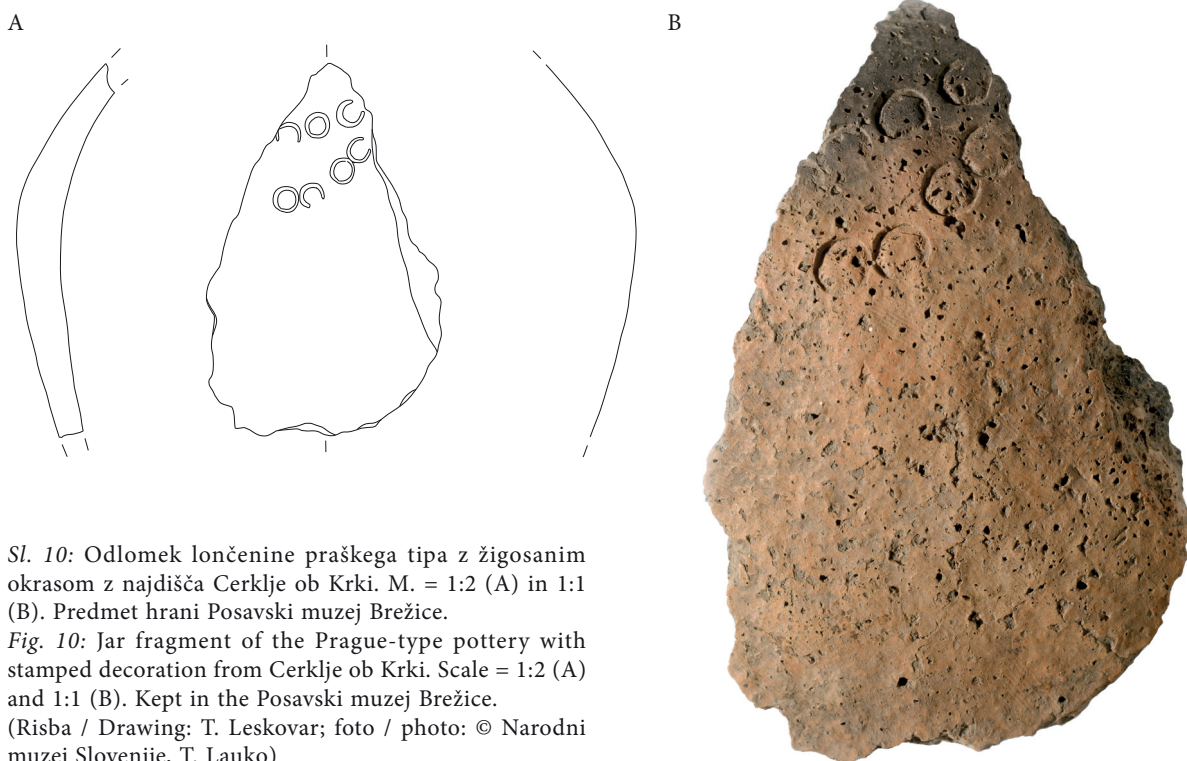 A
B
Sl. 10: Odlomek lončenine praškega tipa z žigosanim
okrasom z najdišča Cerklje ob Krki. M. = 1:2 (A) in 1:1
(B). Predmet hrani Posavski muzej Brežice.
Fig. 10: Jar fragment of the Prague-type pottery with
stamped decoration from Cerklje ob Krki. Scale = 1:2 (A)
and 1:1 (B). Kept in the Posavski muzej Brežice.
(Risba / Drawing: T. Leskovar; foto / photo: © Narodni
muzej Slovenije, T. Lauko)